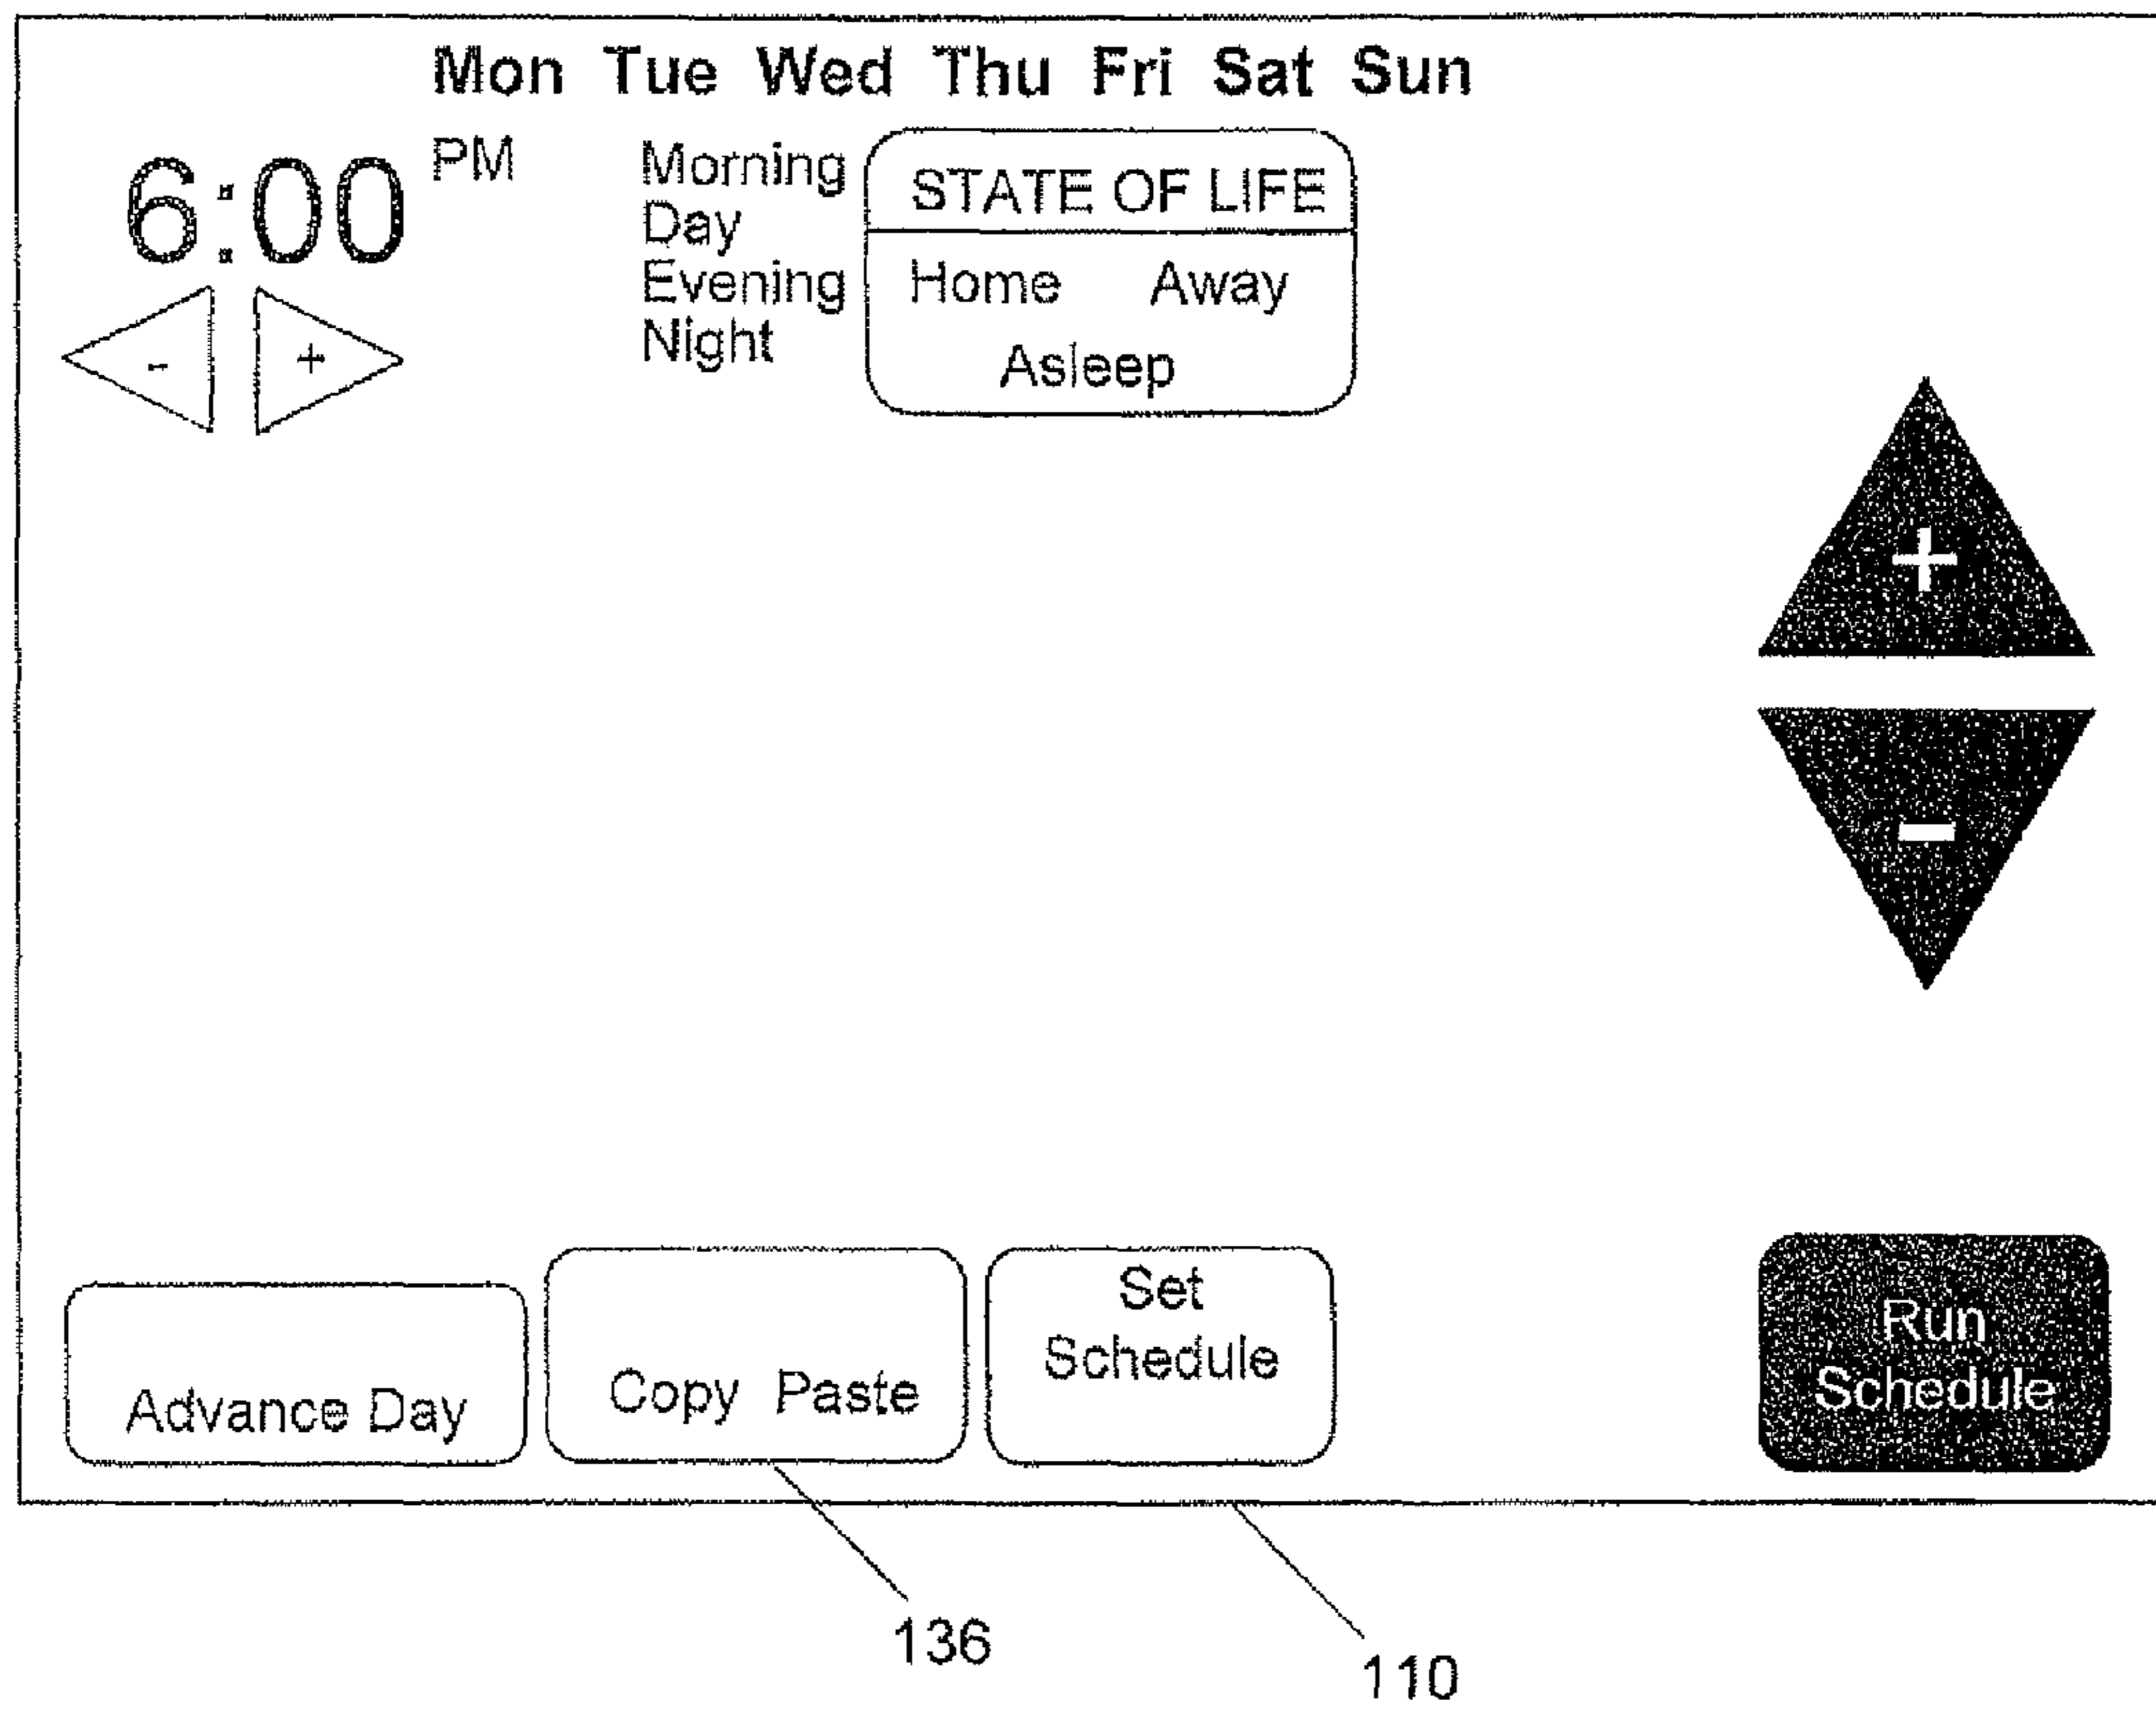 Mon Tue Wed Thu Fri Sat Sun
6:00 PM
- +
Morning
Day
Evening
Night
STATE OF LIFE
Home Away
Asleep
+
-
Advance Day
Copy Paste
Set
Schedule
Run
Schedule
136
110